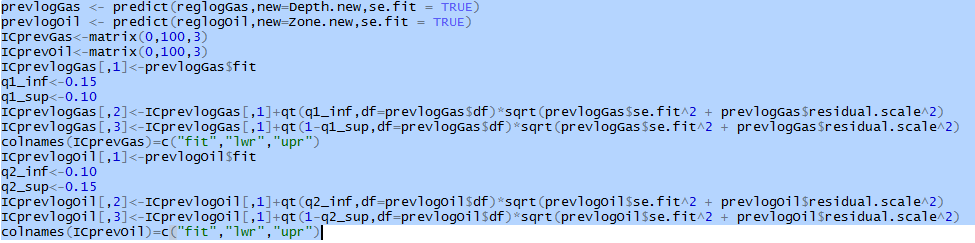 prevlogGas <- predict(reglogGas,new=Depth.new,se.fit = TRUE)
prevlogOil <- predict(reglogOil,new=Zone.new,se.fit = TRUE)
ICprevGas<-matrix(0,100,3)
ICprevOil<-matrix(0,100,3)
ICprevlogGas[,1]<-prevlogGas$fit
q1_inf<-0.15
q1_sup<-0.10
ICprevlogGas[,2]<-ICprevlogGas[,1]+qt(q1_inf,df=prevlogGas$df)*sqrt(prevlogGas$se.fit^2 + prevlogGas$residual.scale^2)
ICprevlogGas[,3]<-ICprevlogGas[,1]+qt(1-q1_sup,df=prevlogGas$df)*sqrt(prevlogGas$se.fit^2 + prevlogGas$residual.scale^2)
colnames(ICprevGas)=c("fit","lwr","upr")
ICprevlogOil[,1]<-prevlogOil$fit
q2_inf<-0.10
q2_sup<-0.15
ICprevlogOil[,2]<-ICprevlogOil[,1]+qt(q2_inf,df=prevlogOil$df)*sqrt(prevlogOil$se.fit^2 + prevlogOil$residual.scale^2)
ICprevlogOil[,3]<-ICprevlogOil[,1]+qt(1-q2_sup,df=prevlogOil$df)*sqrt(prevlogOil$se.fit^2 + prevlogOil$residual.scale^2)
colnames(ICprevOil)=c("fit","lwr","upr")